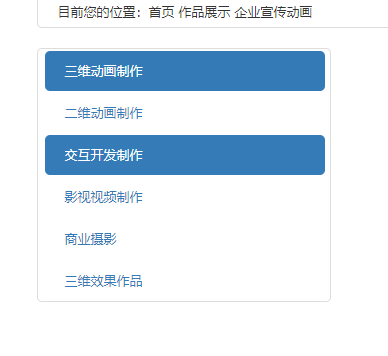 目前您的位置：首页 作品展示 企业宣传动画
三维动画制作
二维动画制作
交互开发制作
影视视频制作
商业摄影
三维效果作品